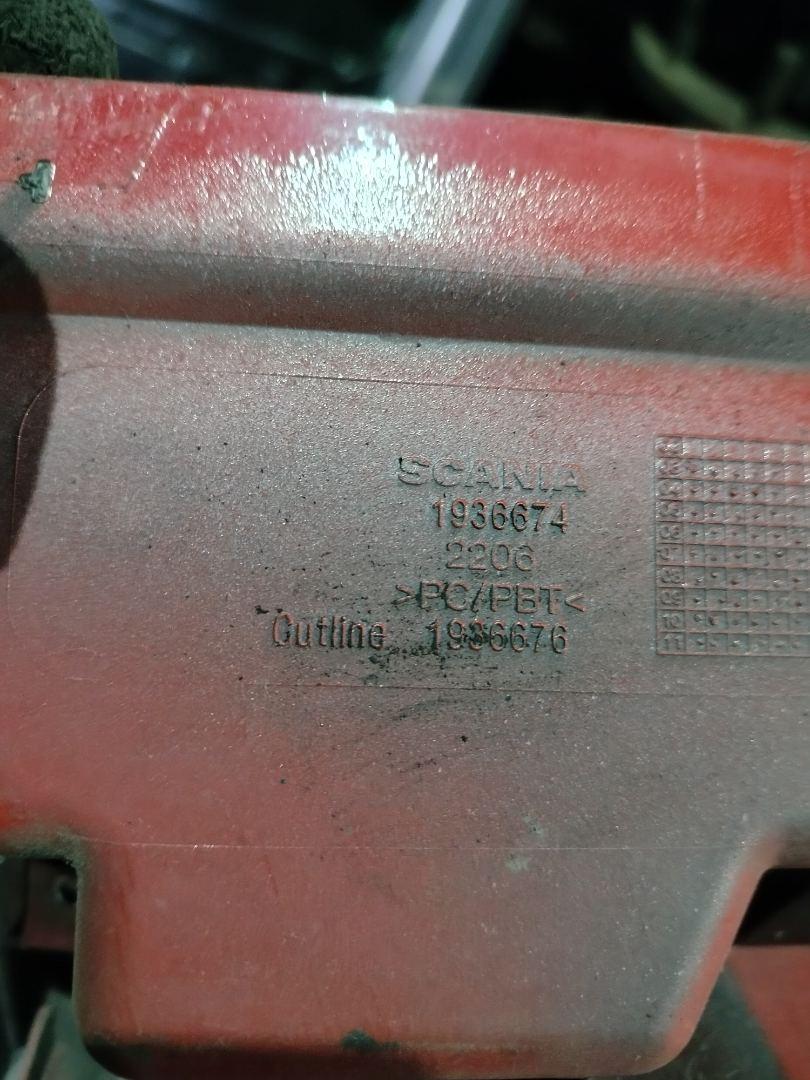 SCANIA
1936674
2206
>PC/PBT<
Outline 1936676